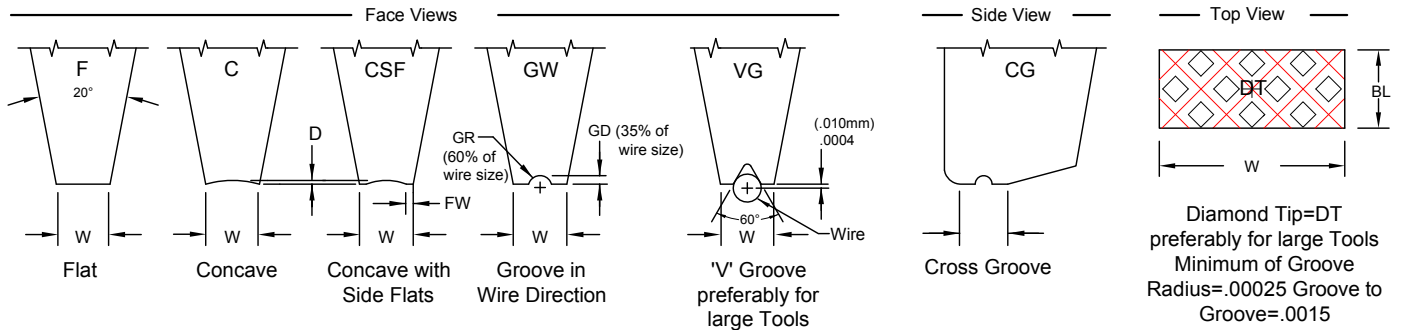 Face Views
Side View
Top View
F
20°
C
CSF
GW
VG
CG
DT
BL
D
GR
(60% of
wire size)
GD (35% of
wire size)
(.010mm)
.0004
FW
60°
Wire
W
W
W
W
W
W
Flat
Concave
Concave with
Side Flats
Groove in
Wire Direction
'V' Groove
preferably for
large Tools
Cross Groove
Diamond Tip=DT
preferably for large Tools
Minimum of Groove
Radius=.00025 Groove to
Groove=.0015